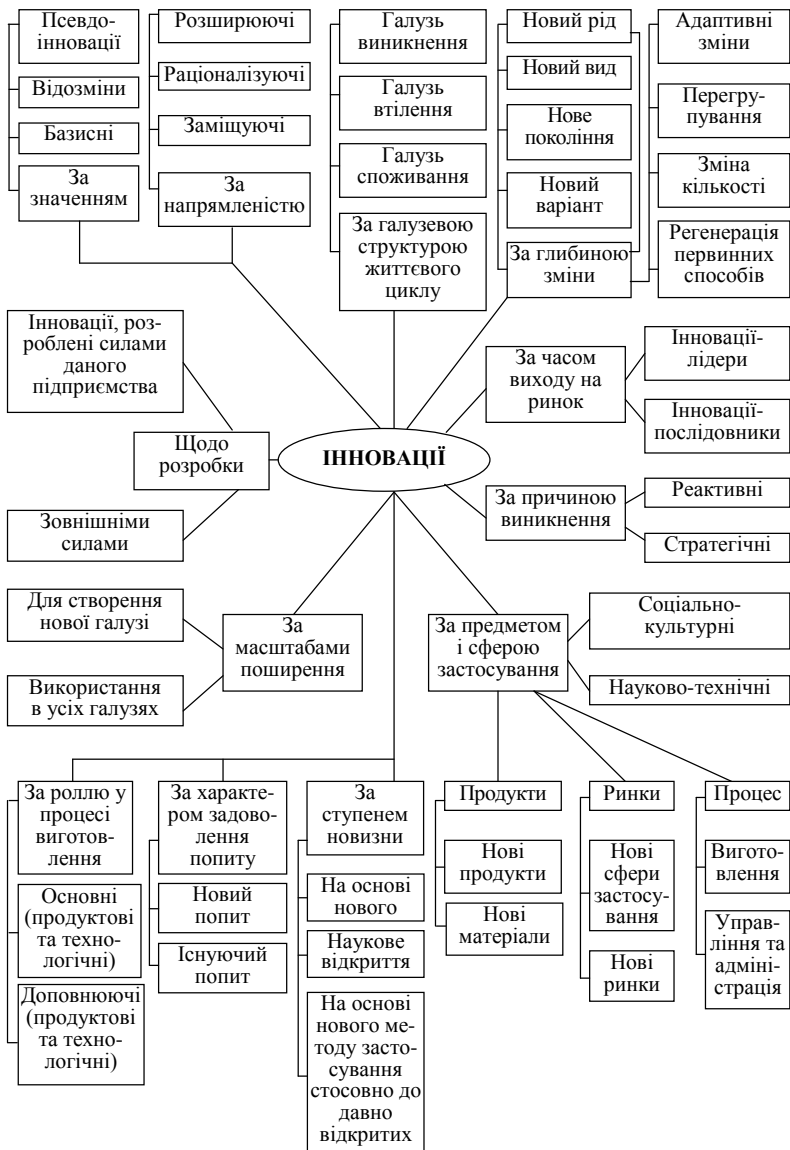 Псевдо-
інновації
Відозміни
Базисні
За
значенням
Розширюючі
Раціоналізуючі
Заміщуючі
За
напрямленістю
Галузь
виникнення
Галузь
втілення
Галузь
споживання
За галузевою
структурою
життєвого
циклу
Новий рід
Новий вид
Нове
покоління
Новий
варіант
За глибиною
зміни
Адаптивні
зміни
Перегру-
пування
Зміна
кількості
Регенерація
первинних
способів
Інновації, роз-
роблені силами
даного
підприємства
Щодо
розробки
Зовнішніми
силами
ІННОВАЦІЇ
За часом
виходу на
ринок
Інновації-
лідери
Інновації-
послідовники
За причиною
виникнення
Реактивні
Стратегічні
Для створення
нової галузі
Використання
в усіх галузях
За
масштабами
поширення
За предметом
і сферою
застосування
Соціально-
культурні
Науково-технічні
За роллю у
процесі
виготов-
лення
Основні
(продуктові
та техно-
логічні)
Доповнюючі
(продуктові
та техно-
логічні)
За характе-
ром задово-
лення
попиту
Новий
попит
Існуючий
попит
За
ступенем
новизни
На основі
нового
Наукове
відкриття
На основі
нового ме-
тоду засто-
сування
стосовно до
давно
відкритих
Продукти
Нові
продукти
Нові
матеріали
Ринки
Нові
сфери
застосу-
вання
Нові
ринки
Процес
Виготов-
лення
Управ-
ління та
адміні-
страція